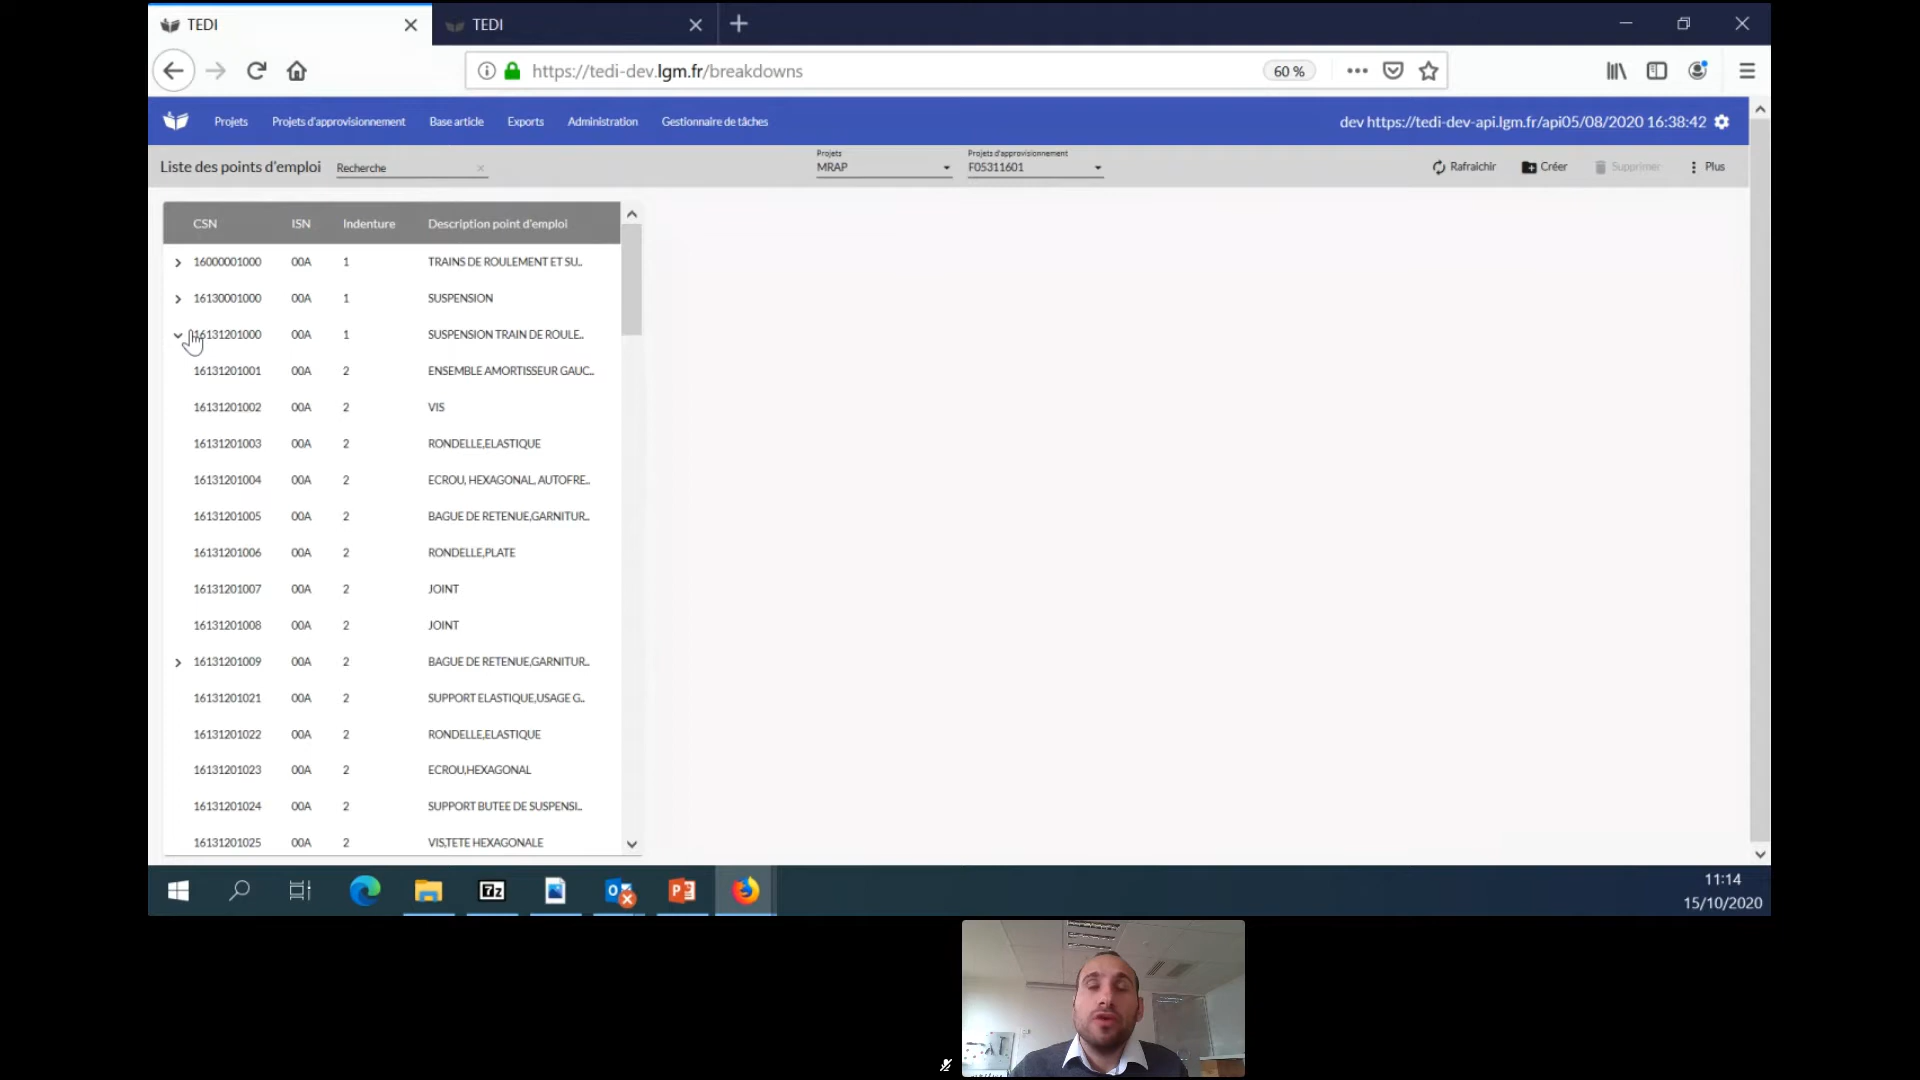 TEDI
TEDI
https://tedi-dev.lgm.fr/breakdowns
60 %
Projets Projets d'approvisionnement Base article Exports Administration Gestionnaire de tâches
dev https://tedi-dev-api.lgm.fr/api05/08/2020 16:38:42
Liste des points d'emploi
Recherche
Projets
MRAP
Projets d'approvisionnement
F05311601
Rafraichir Créer Supprimer Plus
CSN ISN Indenture Description point d'emploi
16000001000 00A 1 TRAINS DE ROULEMENT ET SU..
16130001000 00A 1 SUSPENSION
16131201000 00A 1 SUSPENSION TRAIN DE ROULE..
16131201001 00A 2 ENSEMBLE AMORTISSEUR GAUC..
16131201002 00A 2 VIS
16131201003 00A 2 RONDELLE,ELASTIQUE
16131201004 00A 2 ECROU, HEXAGONAL, AUTOFRE..
16131201005 00A 2 BAGUE DE RETENUE,GARNITUR..
16131201006 00A 2 RONDELLE,PLATE
16131201007 00A 2 JOINT
16131201008 00A 2 JOINT
16131201009 00A 2 BAGUE DE RETENUE,GARNITUR..
16131201021 00A 2 SUPPORT ELASTIQUE,USAGE G..
16131201022 00A 2 RONDELLE,ELASTIQUE
16131201023 00A 2 ECROU,HEXAGONAL
16131201024 00A 2 SUPPORT BUTEE DE SUSPENSI..
16131201025 00A 2 VIS,TETE HEXAGONALE
11:14
15/10/2020